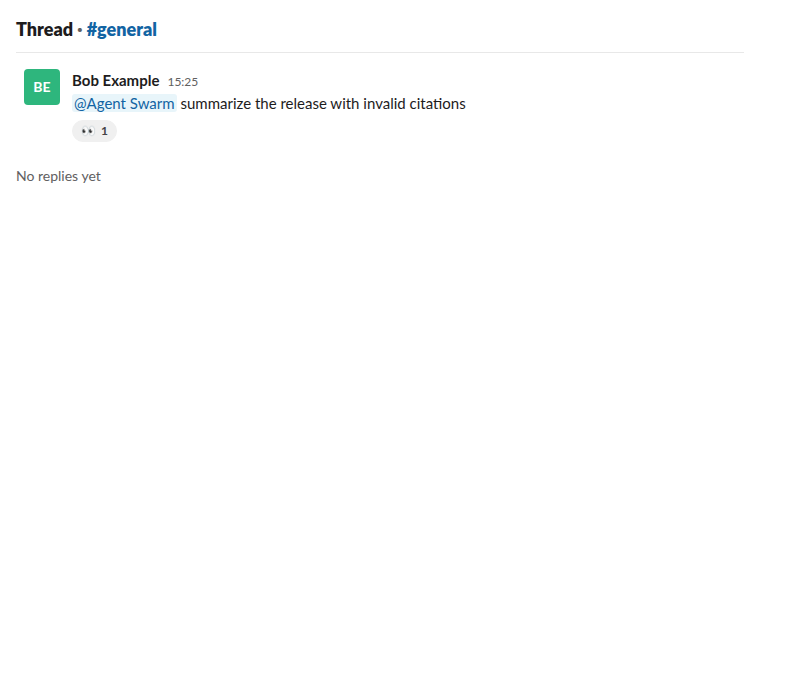 Thread • #general
BE
Bob Example 15:25
@Agent Swarm summarize the release with invalid citations
👀 1
No replies yet